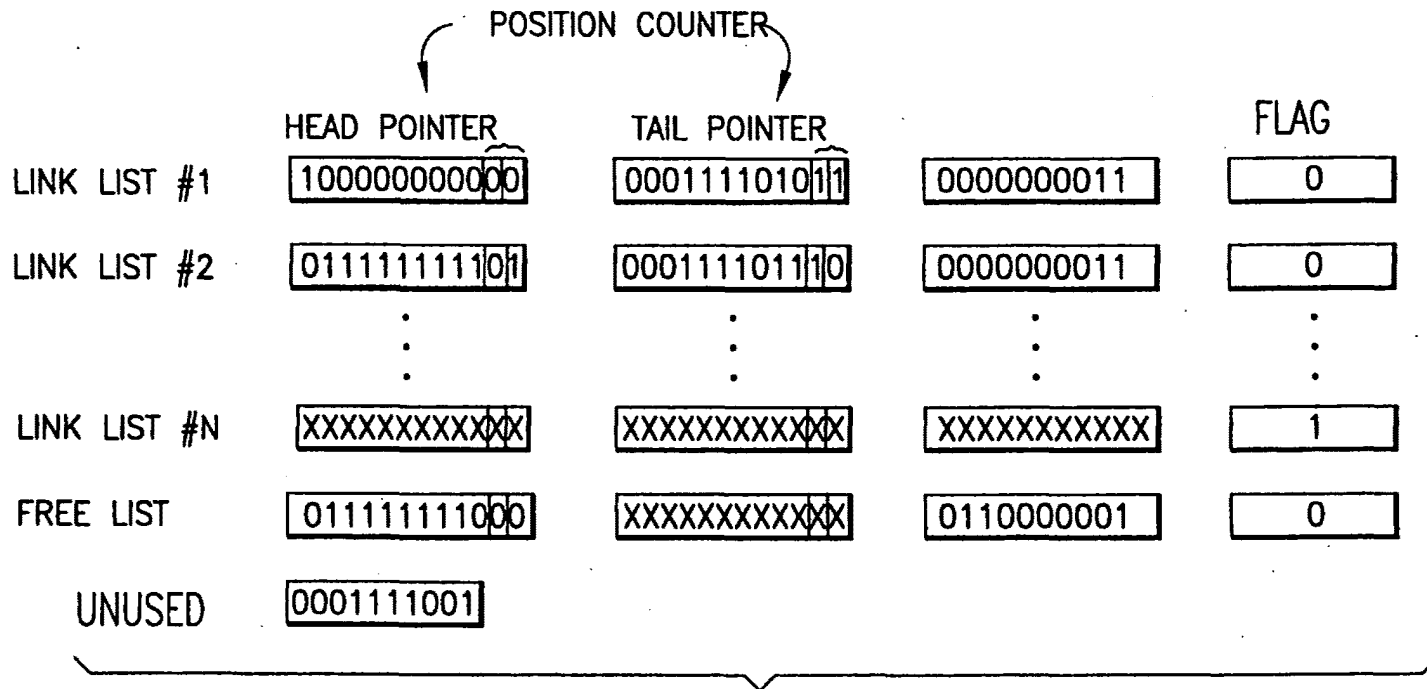 POSITION COUNTER
HEAD POINTER TAIL POINTER FLAG
LINK LIST #1 100000000000 000111101011 0000000011 0
LINK LIST #2 011111111101 000111101110 0000000011 0
LINK LIST #N XXXXXXXXXXXX XXXXXXXXXXXX XXXXXXXXXXX 1
FREE LIST 011111111000 XXXXXXXXXXXX 0110000001 0
UNUSED 0001111001